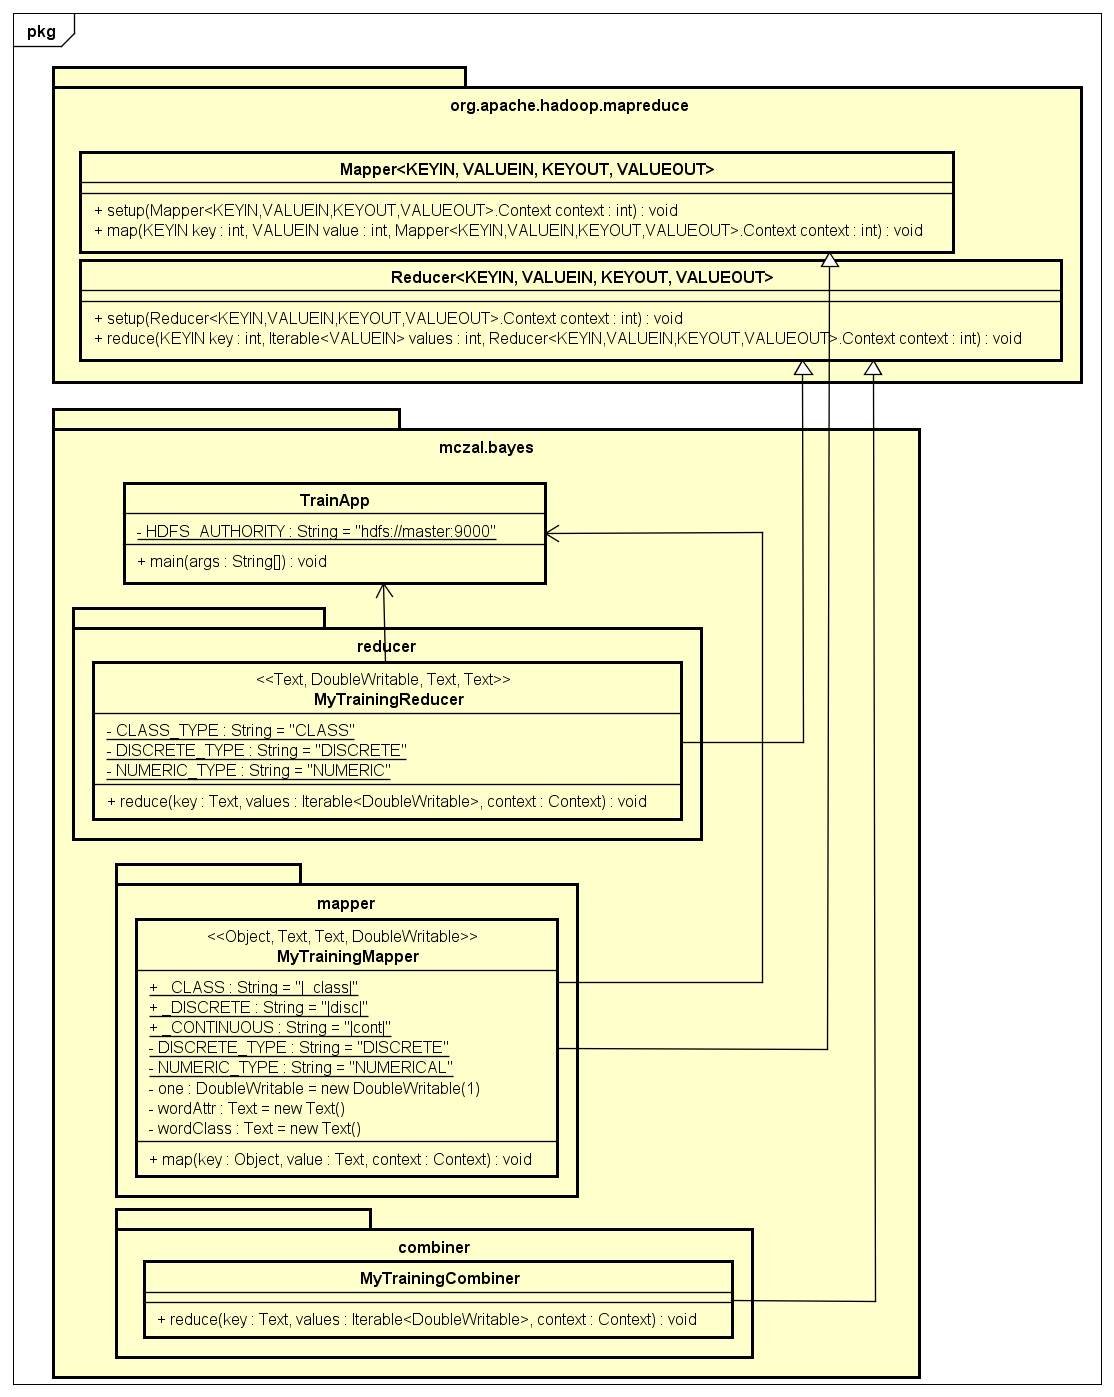 pkg
org.apache.hadoop.mapreduce
Mapper<KEYIN, VALUEIN, KEYOUT, VALUEOUT>
+ setup(Mapper<KEYIN,VALUEIN,KEYOUT,VALUEOUT>.Context context : int) : void
+ map(KEYIN key : int, VALUEIN value : int, Mapper<KEYIN,VALUEIN,KEYOUT,VALUEOUT>.Context context : int) : void
Reducer<KEYIN, VALUEIN, KEYOUT, VALUEOUT>
+ setup(Reducer<KEYIN,VALUEIN,KEYOUT,VALUEOUT>.Context context : int) : void
+ reduce(KEYIN key : int, Iterable<VALUEIN> values : int, Reducer<KEYIN,VALUEIN,KEYOUT,VALUEOUT>.Context context : int) : void
mczal.bayes
TrainApp
- HDFS_AUTHORITY : String = "hdfs://master:9000"
+ main(args : String[]) : void
reducer
<<Text, DoubleWritable, Text, Text>>
MyTrainingReducer
- CLASS_TYPE : String = "CLASS"
- DISCRETE_TYPE : String = "DISCRETE"
- NUMERIC_TYPE : String = "NUMERIC"
+ reduce(key : Text, values : Iterable<DoubleWritable>, context : Context) : void
mapper
<<Object, Text, Text, DoubleWritable>>
MyTrainingMapper
+ _CLASS : String = "|_class|"
+ _DISCRETE : String = "|disc|"
+ _CONTINUOUS : String = "|cont|"
- DISCRETE_TYPE : String = "DISCRETE"
- NUMERIC_TYPE : String = "NUMERICAL"
- one : DoubleWritable = new DoubleWritable(1)
- wordAttr : Text = new Text()
- wordClass : Text = new Text()
+ map(key : Object, value : Text, context : Context) : void
combiner
MyTrainingCombiner
+ reduce(key : Text, values : Iterable<DoubleWritable>, context : Context) : void